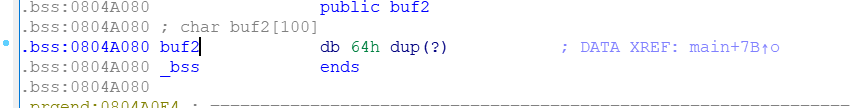 .bss:0804A080 public buf2
.bss:0804A080 ; char buf2[100]
.bss:0804A080 buf2 db 64h dup(?) ; DATA XREF: main+7B↑o
.bss:0804A080 _bss ends
.bss:0804A080
.prgend:0804A0E4 ; ================================================